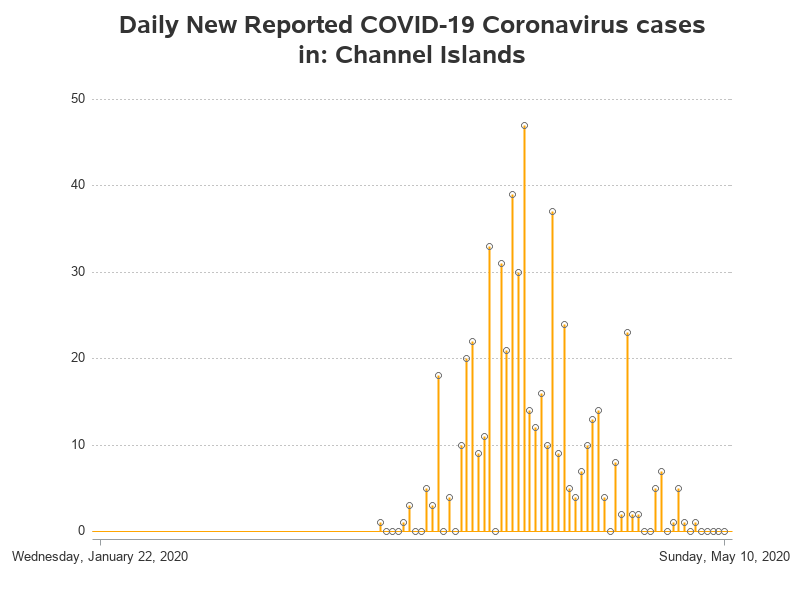 Daily New Reported COVID-19 Coronavirus cases
in: Channel Islands
50
40
30
20
10
0
Wednesday, January 22, 2020 Sunday, May 10, 2020